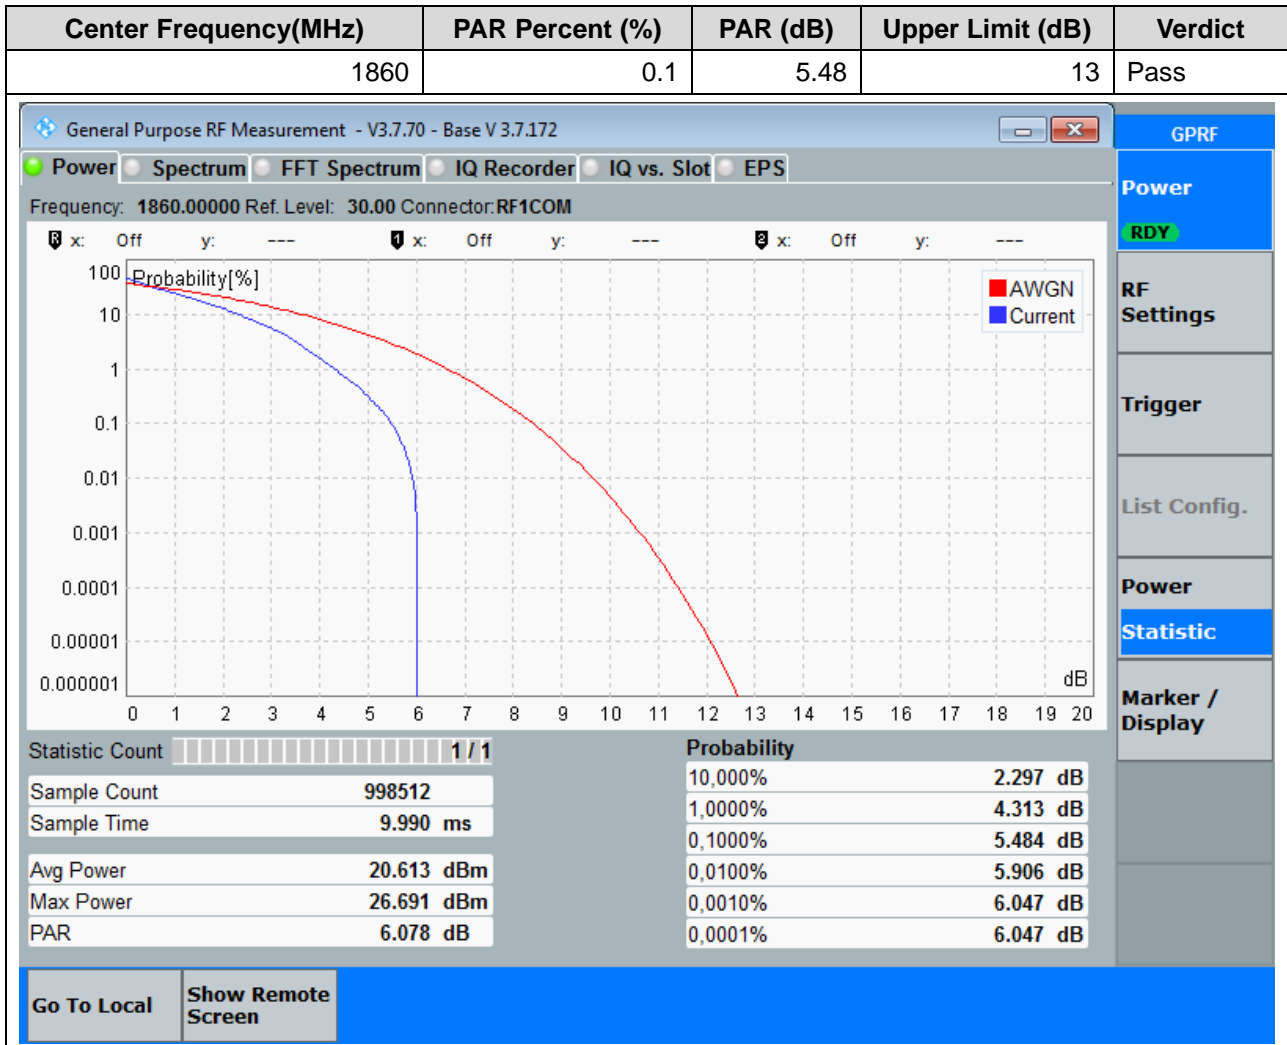 Center Frequency(MHz) PAR Percent (%) PAR (dB) Upper Limit (dB) Verdict
1860 0.1 5.48 13 Pass
General Purpose RF Measurement - V3.7.70 - Base V 3.7.172
GPRF
Power Spectrum FFT Spectrum IQ Recorder IQ vs. Slot EPS
Power
RDY
Frequency: 1860.00000 Ref. Level: 30.00 Connector: RF1COM
R x: Off y: --- 1 x: Off y: --- 2 x: Off y: ---
Probability[%]
100
10
1
0.1
0.01
0.001
0.0001
0.00001
0.000001
AWGN
Current
dB
0 1 2 3 4 5 6 7 8 9 10 11 12 13 14 15 16 17 18 19 20
RF
Settings
Trigger
List Config.
Power
Statistic
Marker /
Display
Statistic Count 1 / 1
Sample Count 998512
Sample Time 9.990 ms
Avg Power 20.613 dBm
Max Power 26.691 dBm
PAR 6.078 dB
Probability
10,000% 2.297 dB
1,0000% 4.313 dB
0,1000% 5.484 dB
0,0100% 5.906 dB
0,0010% 6.047 dB
0,0001% 6.047 dB
Go To Local
Show Remote
Screen